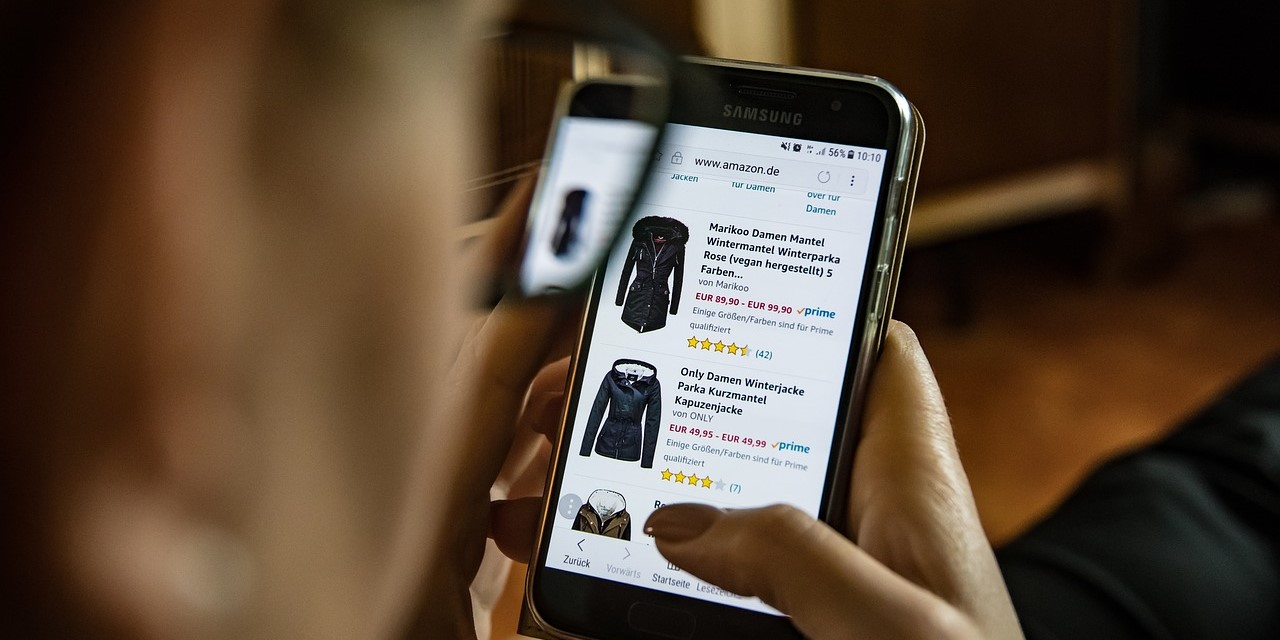 SAMSUNG
56% 10:10
www.amazon.de
Jacken
für Damen
over für
Damen
Marikoo Damen Mantel
Wintermantel Winterparka
Rose (vegan hergestellt) 5
Farben...
von Marikoo
EUR 89,90 - EUR 99,90 prime
Einige Größen/Farben sind für Prime
qualifiziert
(42)
Only Damen Winterjacke
Parka Kurzmantel
Kapuzenjacke
von ONLY
EUR 49,95 - EUR 49,99 prime
Einige Größen/Farben sind für Prime
qualifiziert
(7)
Zurück
Vorwärts
Startseite